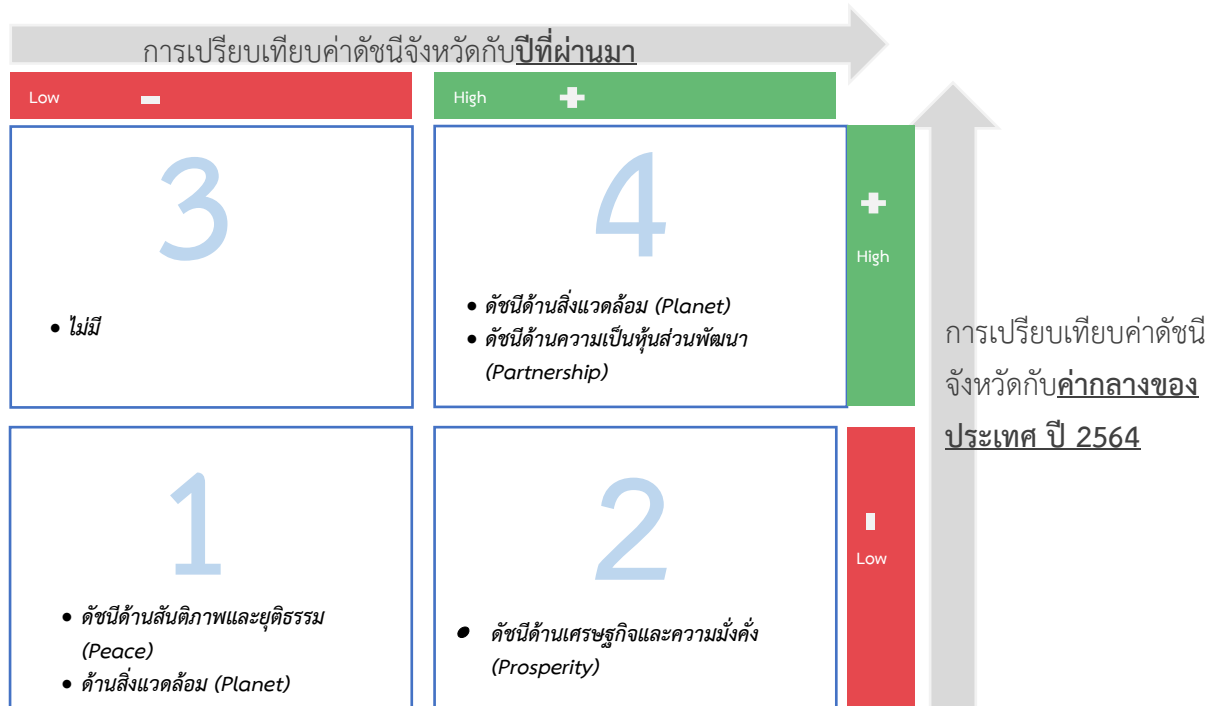 การเปรียบเทียบค่าดัชนีจังหวัดกับปีที่ผ่านมา
Low -
High +
3
• ไม่มี
4
• ดัชนีด้านสิ่งแวดล้อม (Planet)
• ดัชนีด้านความเป็นหุ้นส่วนพัฒนา
(Partnership)
+
High
การเปรียบเทียบค่าดัชนี
จังหวัดกับค่ากลางของ
ประเทศ ปี 2564
1
• ดัชนีด้านสันติภาพและยุติธรรม
(Peace)
• ด้านสิ่งแวดล้อม (Planet)
2
• ดัชนีด้านเศรษฐกิจและความมั่งคั่ง
(Prosperity)
-
Low